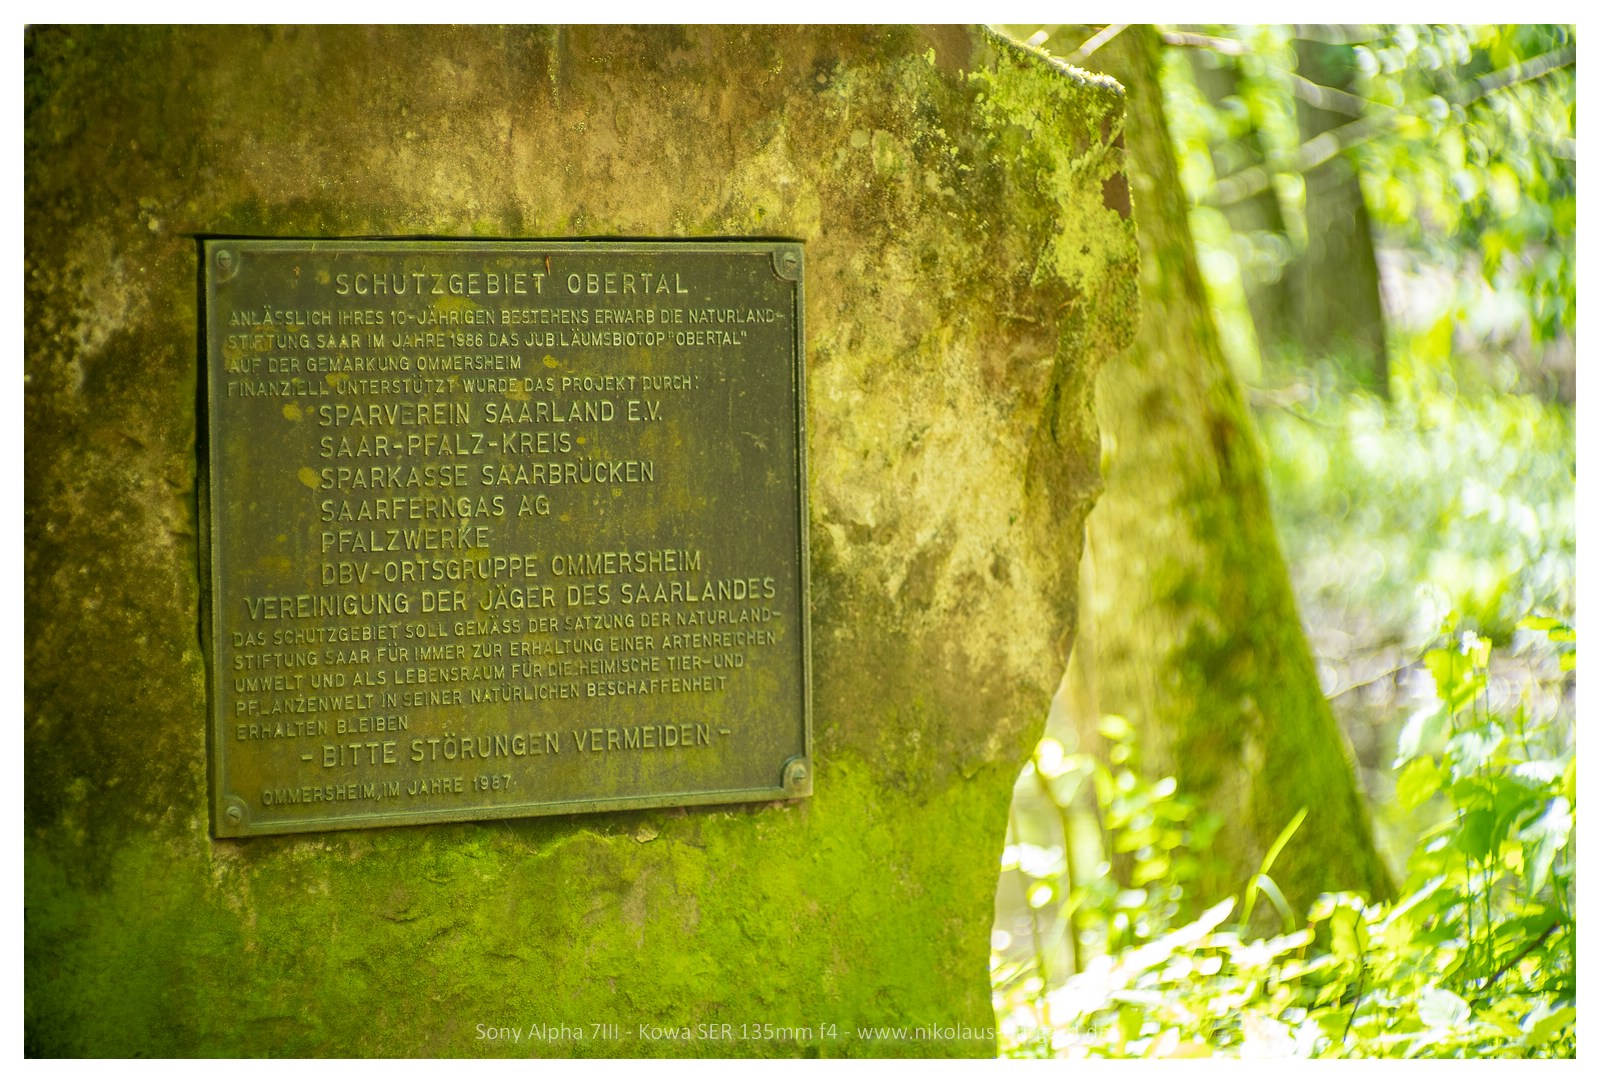 SCHUTZGEBIET OBERTAL
ANLÄSSLICH IHRES 10-JÄHRIGEN BESTEHENS ERWARB DIE NATURLAND-
STIFTUNG SAAR IM JAHRE 1986 DAS JUBILÄUMSBIOTOP "OBERTAL"
AUF DER GEMARKUNG OMMERSHEIM
FINANZIELL UNTERSTÜTZT WURDE DAS PROJEKT DURCH:
SPARVEREIN SAARLAND E.V.
SAAR-PFALZ-KREIS
SPARKASSE SAARBRÜCKEN
SAARFERNGAS AG
PFALZWERKE
DBV-ORTSGRUPPE OMMERSHEIM
VEREINIGUNG DER JÄGER DES SAARLANDES
DAS SCHUTZGEBIET SOLL GEMÄSS DER SATZUNG DER NATURLAND-
STIFTUNG SAAR FÜR IMMER ZUR ERHALTUNG EINER ARTENREICHEN
UMWELT UND ALS LEBENSRAUM FÜR DIE HEIMISCHE TIER-UND
PFLANZENWELT IN SEINER NATÜRLICHEN BESCHAFFENHEIT
ERHALTEN BLEIBEN
- BITTE STÖRUNGEN VERMEIDEN -
OMMERSHEIM, IM JAHRE 1987.
Sony Alpha 7III - Kowa SER 135mm f4 - www.nikolaus-